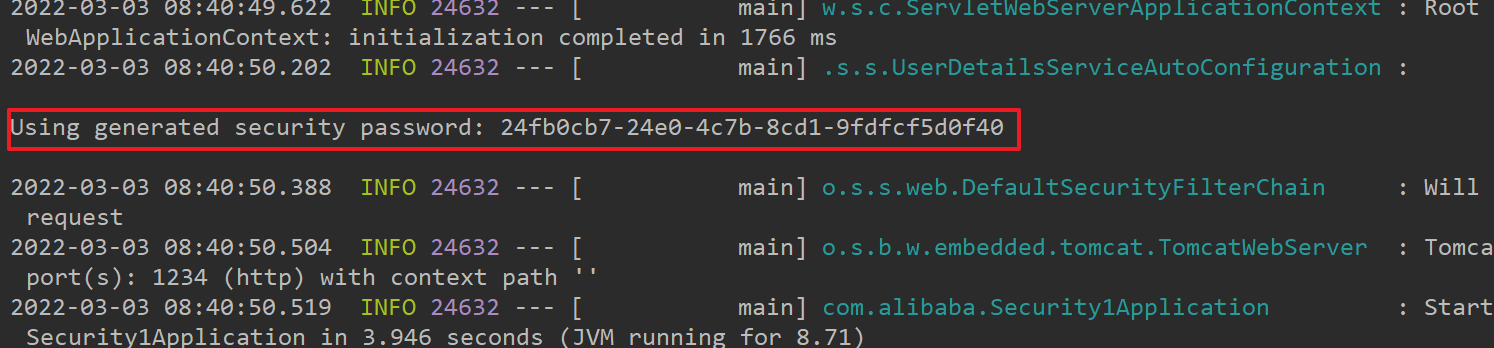 2022-03-03 08:40:49.622  INFO 24632 --- [           main] w.s.c.ServletWebServerApplicationContext : Root
WebApplicationContext: initialization completed in 1766 ms
2022-03-03 08:40:50.202  INFO 24632 --- [           main] .s.s.UserDetailsServiceAutoConfiguration :
Using generated security password: 24fb0cb7-24e0-4c7b-8cd1-9fdfcf5d0f40
2022-03-03 08:40:50.388  INFO 24632 --- [           main] o.s.s.web.DefaultSecurityFilterChain     : Will
request
2022-03-03 08:40:50.504  INFO 24632 --- [           main] o.s.b.w.embedded.tomcat.TomcatWebServer  : Tomca
port(s): 1234 (http) with context path ''
2022-03-03 08:40:50.519  INFO 24632 --- [           main] com.alibaba.Security1Application         : Start
Security1Application in 3.946 seconds (JVM running for 8.71)